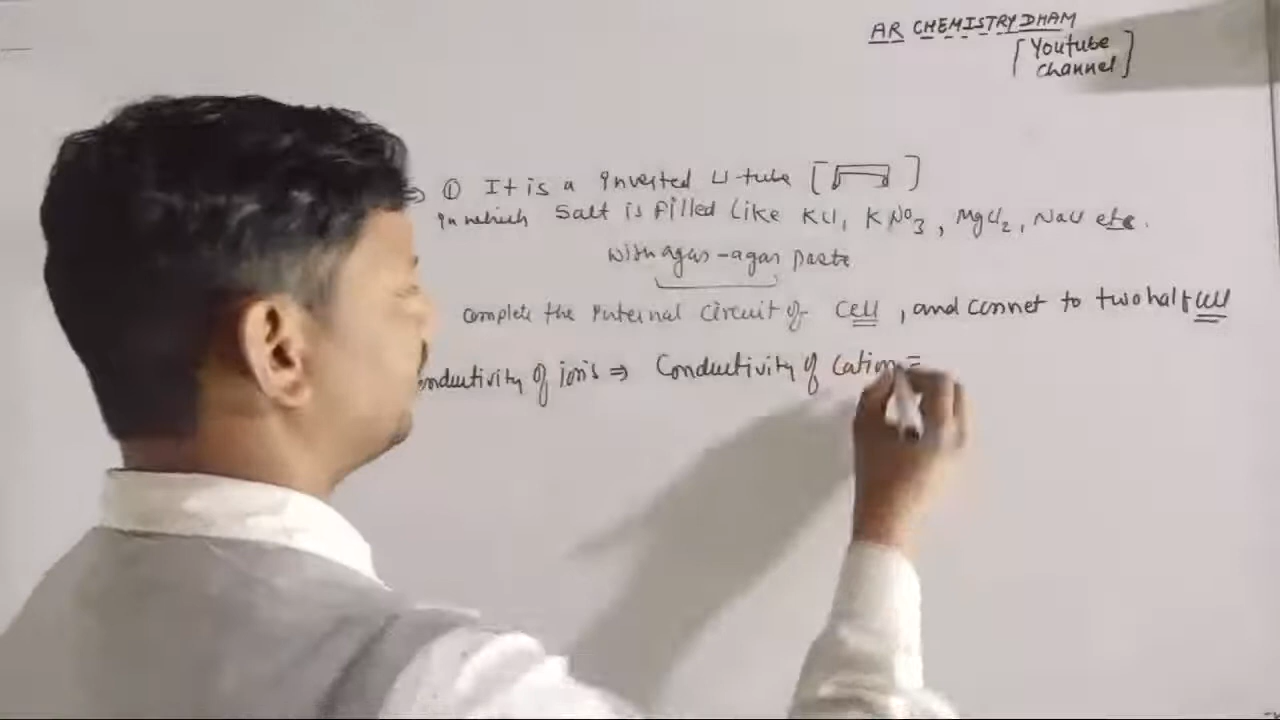 AR CHEMISTRY DHAM
[Youtube channel]
⇒ ① It is a inverted U tube [ ]
in which Salt is filled like KCl, KNO3, MgCl2, NaCl etc.
with agar-agar paste
complete the internal circuit of cell, and connet to two half cell
onductivity of ions ⇒ Conductivity of Cation =